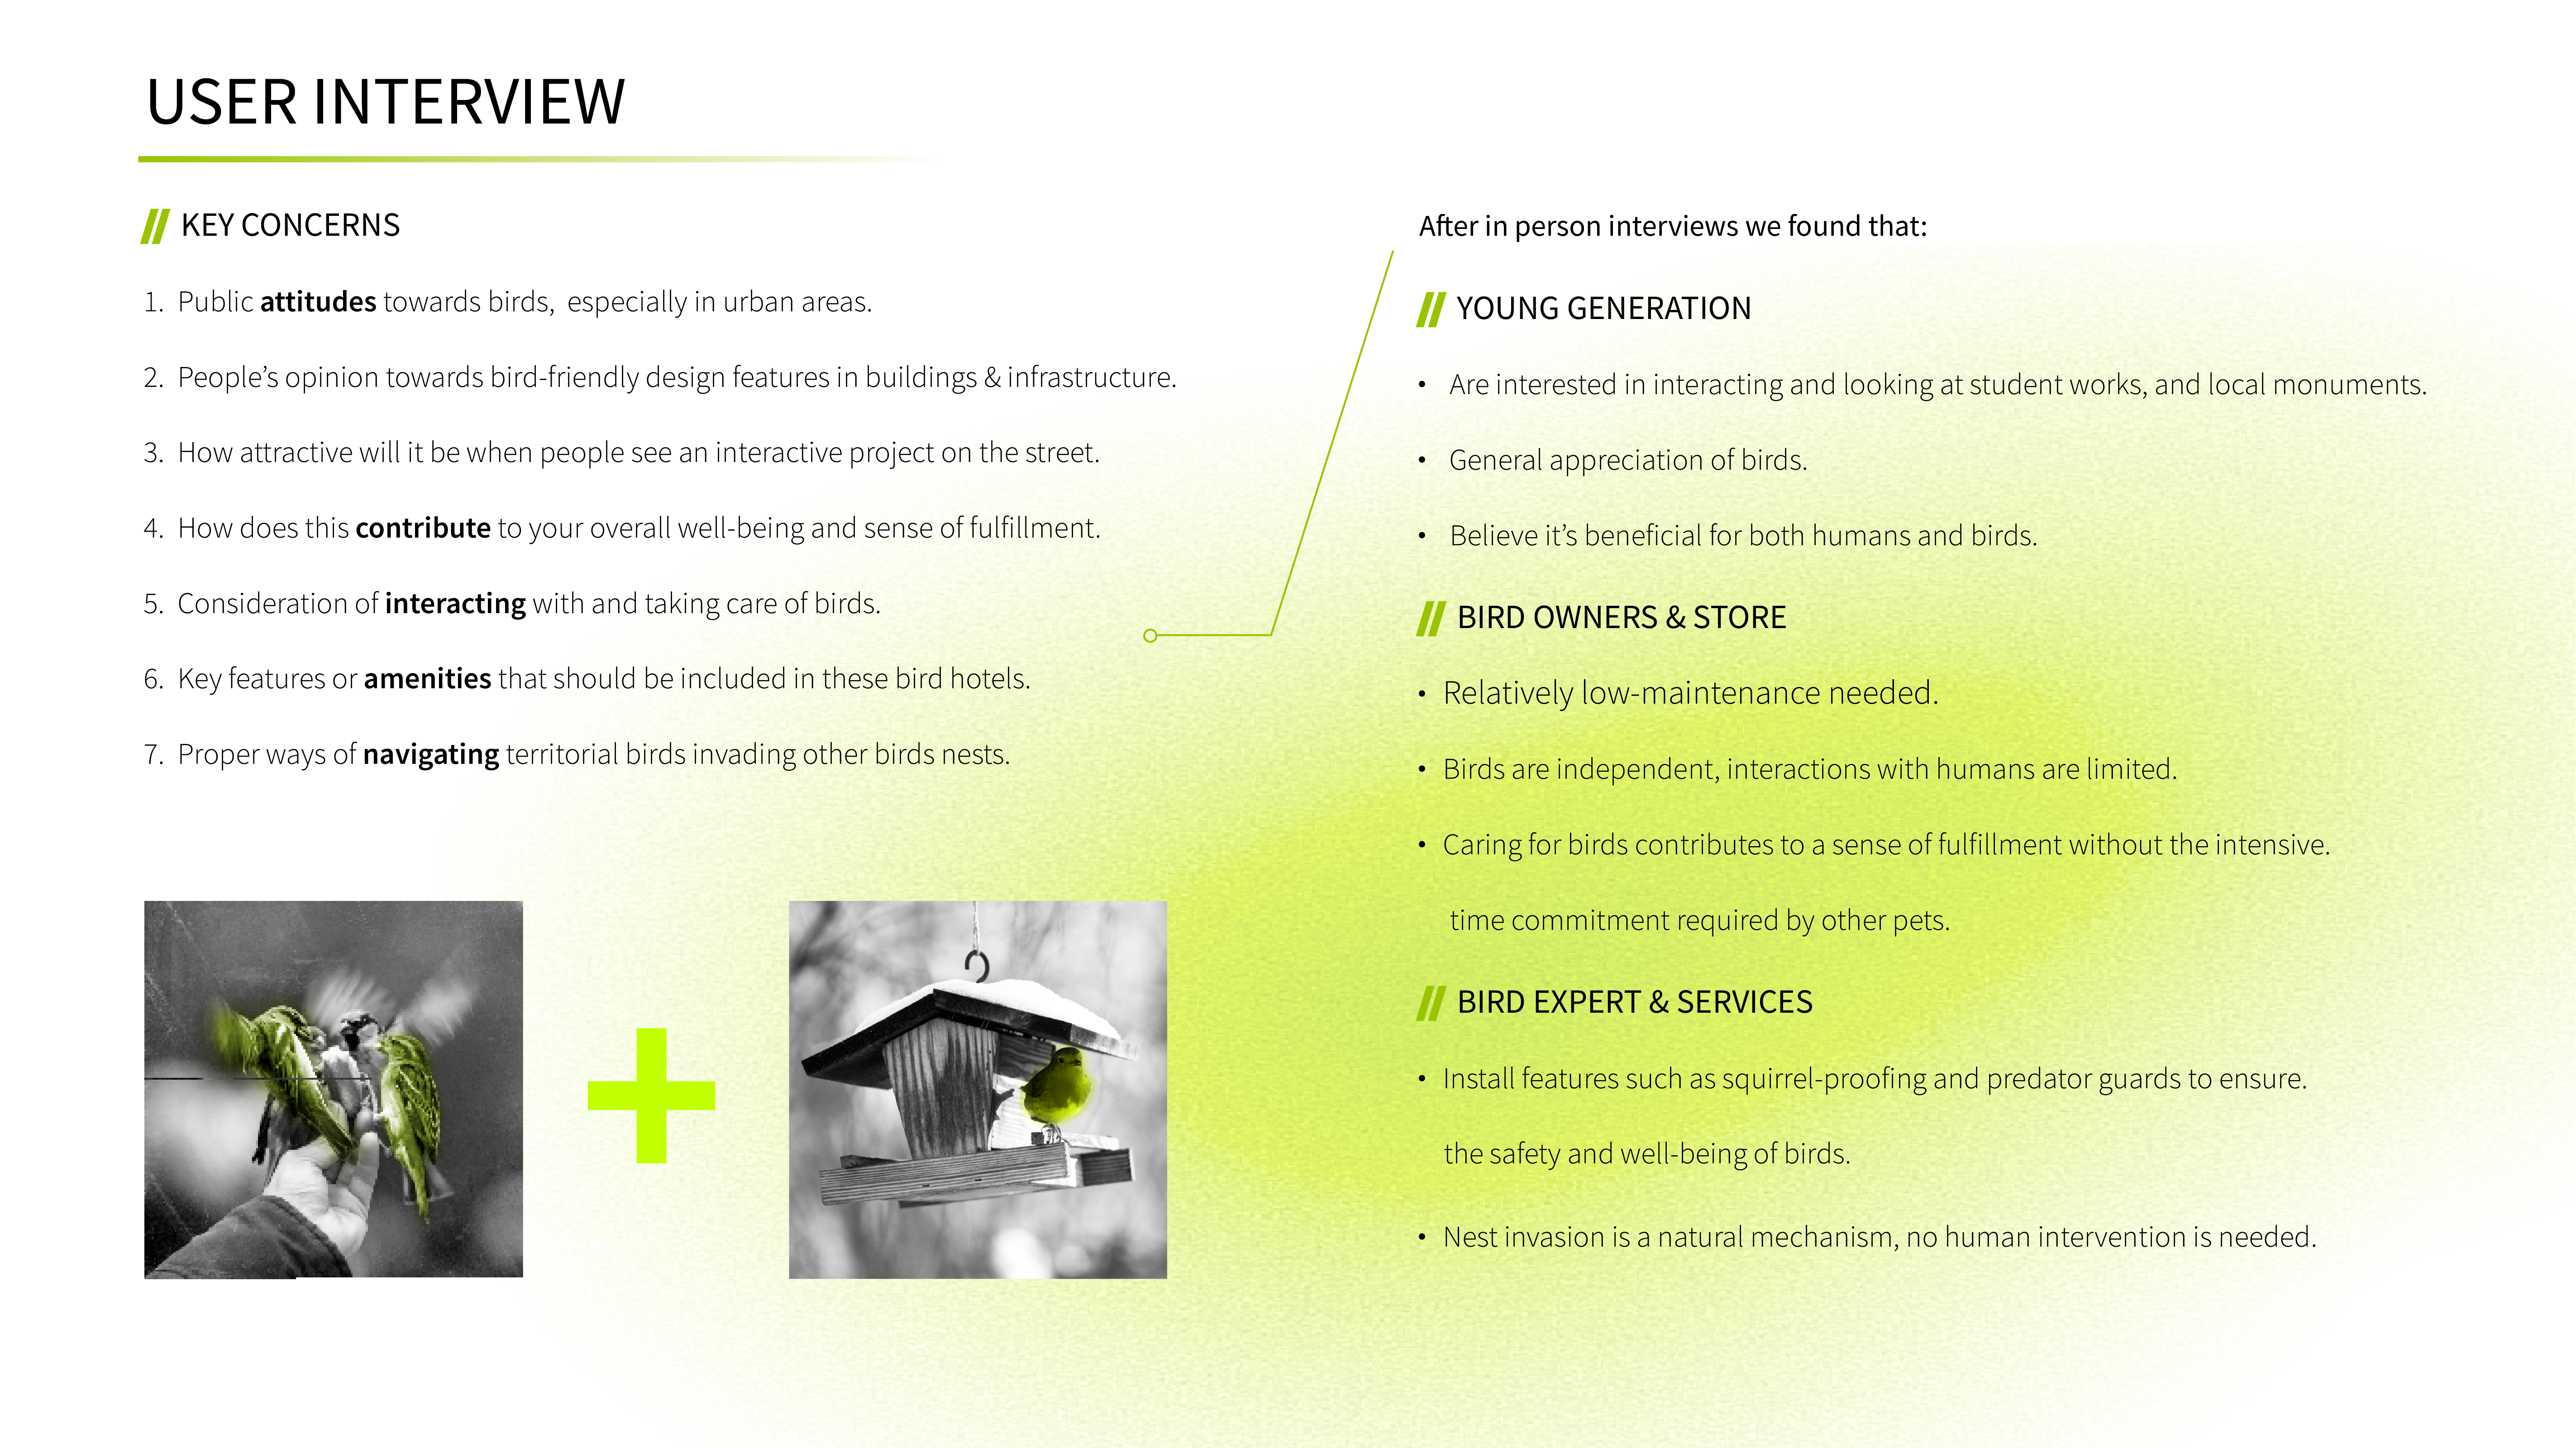 USER INTERVIEW
// KEY CONCERNS
1. Public attitudes towards birds, especially in urban areas.
2. People’s opinion towards bird-friendly design features in buildings & infrastructure.
3. How attractive will it be when people see an interactive project on the street.
4. How does this contribute to your overall well-being and sense of fulfillment.
5. Consideration of interacting with and taking care of birds.
6. Key features or amenities that should be included in these bird hotels.
7. Proper ways of navigating territorial birds invading other birds nests.
After in person interviews we found that:
// YOUNG GENERATION
• Are interested in interacting and looking at student works, and local monuments.
• General appreciation of birds.
• Believe it’s beneficial for both humans and birds.
// BIRD OWNERS & STORE
• Relatively low-maintenance needed.
• Birds are independent, interactions with humans are limited.
• Caring for birds contributes to a sense of fulfillment without the intensive.
time commitment required by other pets.
// BIRD EXPERT & SERVICES
• Install features such as squirrel-proofing and predator guards to ensure.
the safety and well-being of birds.
• Nest invasion is a natural mechanism, no human intervention is needed.